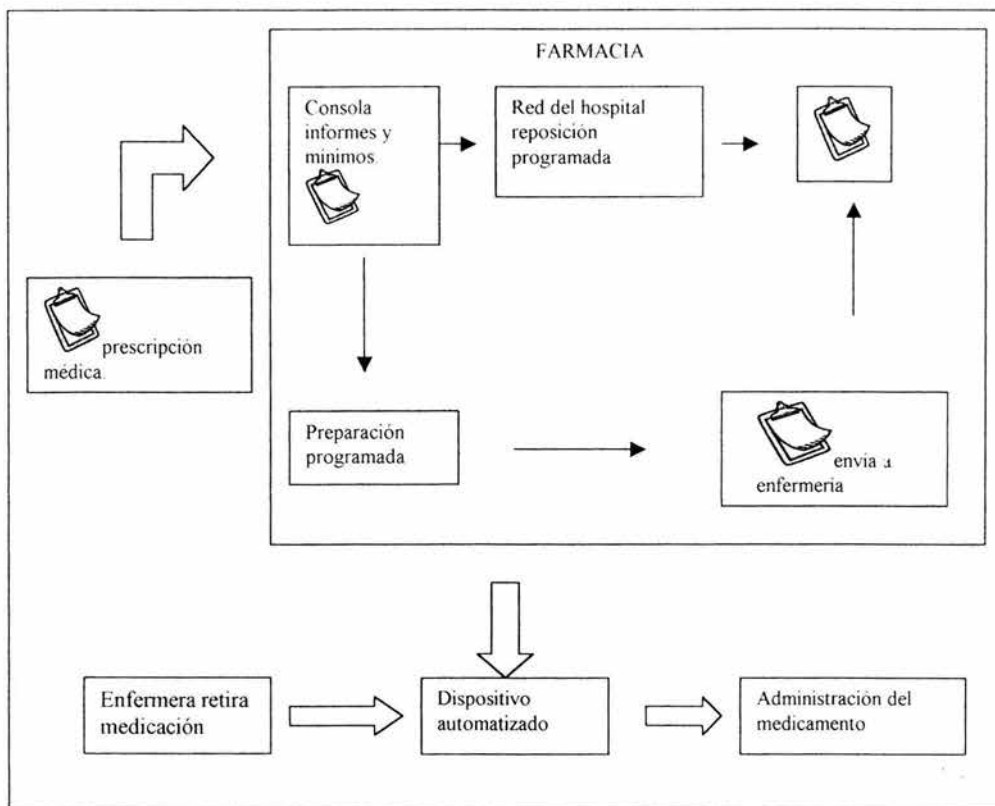 FARMACIA
Consola
informes y
minimos.
Red del hospital
reposición
programada
prescripción
médica.
Preparación
programada
envia a
enfermeria
Enfermera retira
medicación
Dispositivo
automatizado
Administración del
medicamento